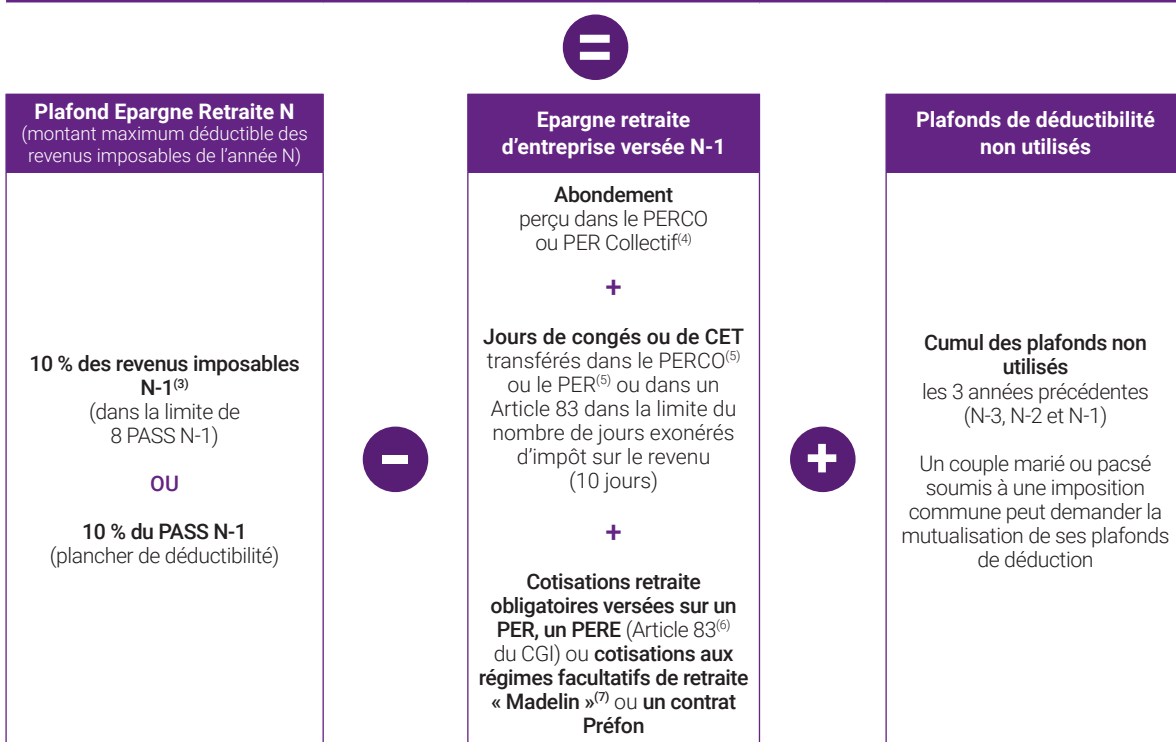 =
Plafond Epargne Retraite N
(montant maximum déductible des
revenus imposables de l'année N)
10 % des revenus imposables
N-1(3)
(dans la limite de
8 PASS N-1)
OU
10 % du PASS N-1
(plancher de déductibilité)
-
Epargne retraite
d'entreprise versée N-1
Abondement
perçu dans le PERCO
ou PER Collectif(4)
+
Jours de congés ou de CET
transférés dans le PERCO(5)
ou le PER(5) ou dans un
Article 83 dans la limite du
nombre de jours exonérés
d'impôt sur le revenu
(10 jours)
+
Cotisations retraite
obligatoires versées sur un
PER, un PERE (Article 83(6)
du CGI) ou cotisations aux
régimes facultatifs de retraite
« Madelin »(7) ou un contrat
Préfon
+
Plafonds de déductibilité
non utilisés
Cumul des plafonds non
utilisés
les 3 années précédentes
(N-3, N-2 et N-1)
Un couple marié ou pacsé
soumis à une imposition
commune peut demander la
mutualisation de ses plafonds
de déduction